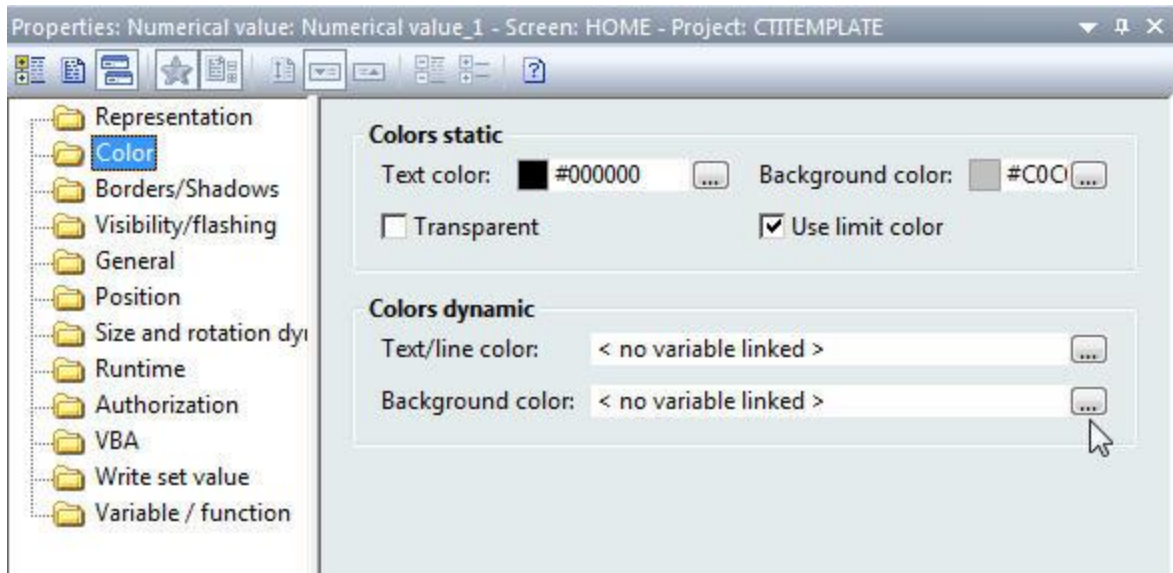 Properties: Numerical value: Numerical value_1 - Screen: HOME - Project: CTITEMPLATE
Representation
Color
Borders/Shadows
Visibility/flashing
General
Position
Size and rotation dyn
Runtime
Authorization
VBA
Write set value
Variable / function
Colors static
Text color: #000000 ... Background color: #C0C0 ...
Transparent Use limit color
Colors dynamic
Text/line color: < no variable linked > ...
Background color: < no variable linked > ...